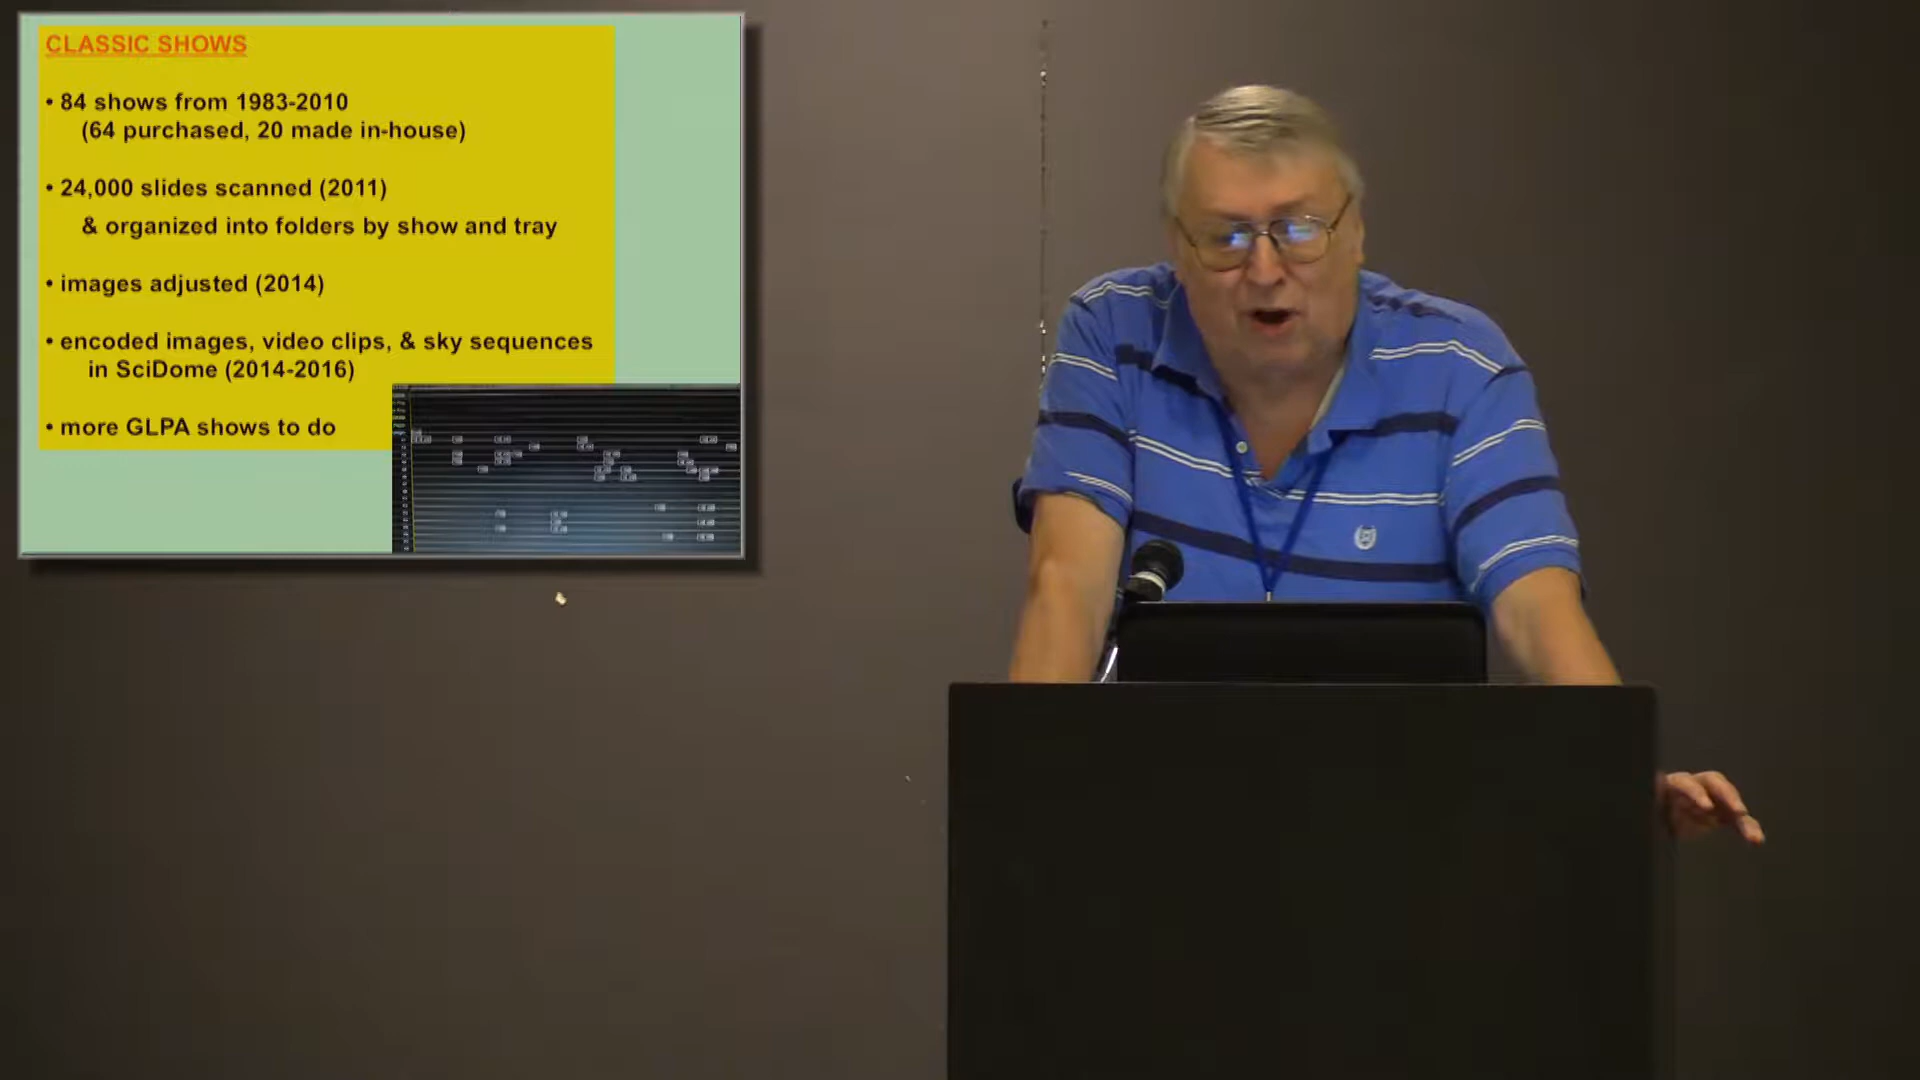 CLASSIC SHOWS
• 84 shows from 1983-2010
(64 purchased, 20 made in-house)
• 24,000 slides scanned (2011)
& organized into folders by show and tray
• images adjusted (2014)
• encoded images, video clips, & sky sequences
in SciDome (2014-2016)
• more GLPA shows to do